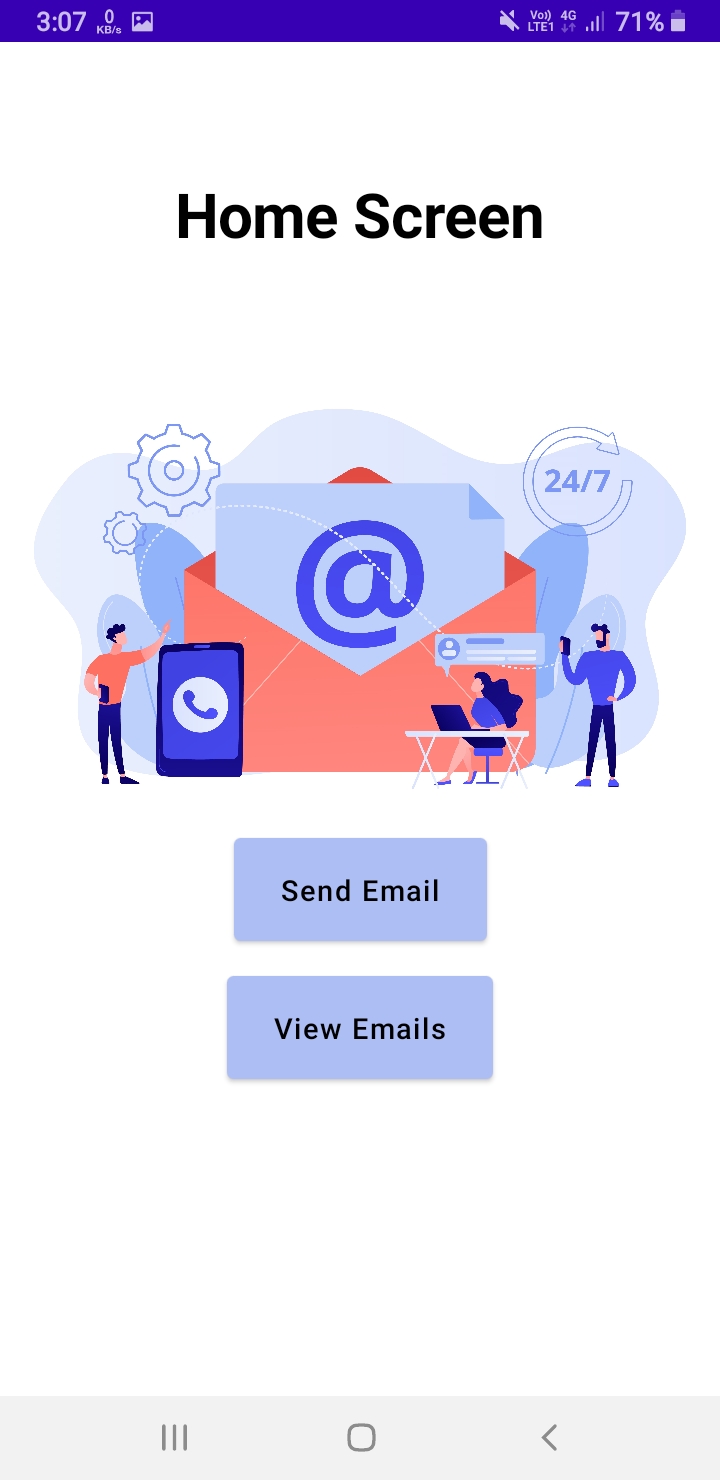 3:07 0 KB/s Vo)) LTE1 4G 71%
Home Screen
24/7
@
Send Email
View Emails